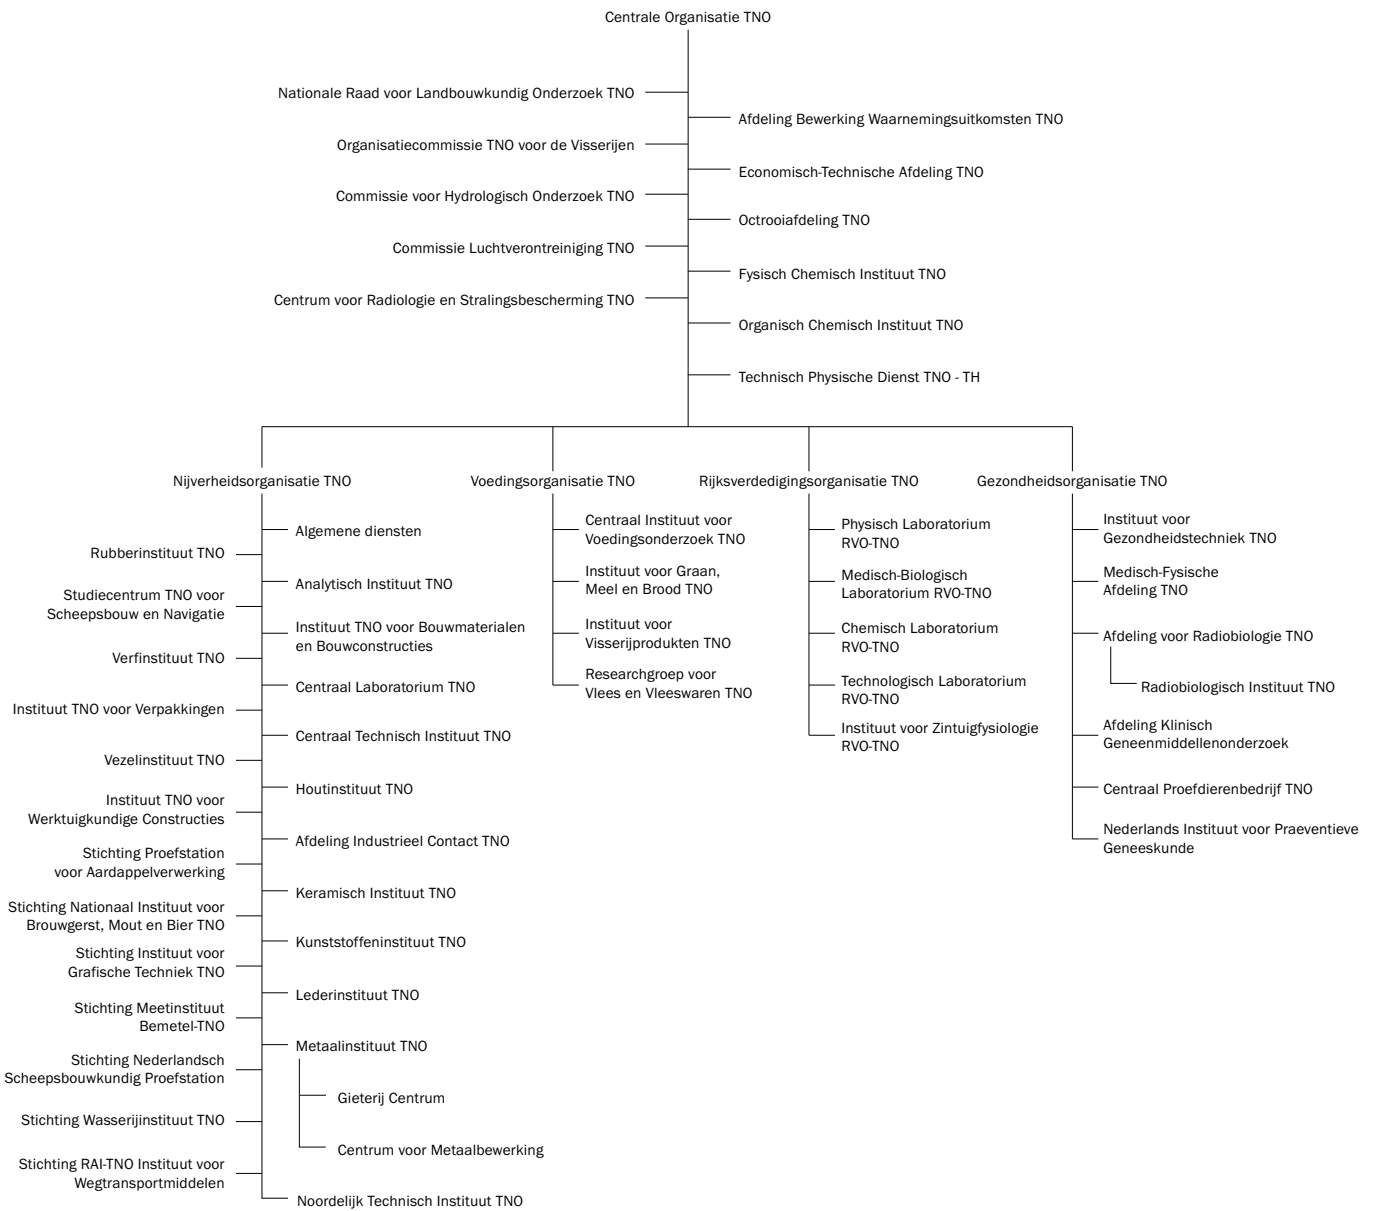 Centrale Organisatie TNO
Nationale Raad voor Landbouwkundig Onderzoek TNO
Afdeling Bewerking Waarnemingsuitkomsten TNO
Organisatiecommissie TNO voor de Visserijen
Economisch-Technische Afdeling TNO
Commissie voor Hydrologisch Onderzoek TNO
Octrooiafdeling TNO
Commissie Luchtverontreiniging TNO
Fysisch Chemisch Instituut TNO
Centrum voor Radiologie en Stralingsbescherming TNO
Organisch Chemisch Instituut TNO
Technisch Physische Dienst TNO - TH
Nijverheidsorganisatie TNO
Algemene diensten
Rubberinstituut TNO
Analytisch Instituut TNO
Studiecentrum TNO voor
Scheepsbouw en Navigatie
Instituut TNO voor Bouwmaterialen
en Bouwconstructies
Verfinstituut TNO
Centraal Laboratorium TNO
Instituut TNO voor Verpakkingen
Centraal Technisch Instituut TNO
Vezelinstituut TNO
Houtinstituut TNO
Instituut TNO voor
Werktuigkundige Constructies
Afdeling Industrieel Contact TNO
Stichting Proefstation
voor Aardappelverwerking
Keramisch Instituut TNO
Stichting Nationaal Instituut voor
Brouwgerst, Mout en Bier TNO
Kunststoffeninstituut TNO
Stichting Instituut voor
Grafische Techniek TNO
Lederinstituut TNO
Stichting Meetinstituut
Bemetel-TNO
Metaalinstituut TNO
Stichting Nederlandsch
Scheepsbouwkundig Proefstation
Gieterij Centrum
Stichting Wasserijinstituut TNO
Centrum voor Metaalbewerking
Stichting RAI-TNO Instituut voor
Wegtransportmiddelen
Noordelijk Technisch Instituut TNO
Voedingsorganisatie TNO
Centraal Instituut voor
Voedingsonderzoek TNO
Instituut voor Graan,
Meel en Brood TNO
Instituut voor
Visserijprodukten TNO
Researchgroep voor
Vlees en Vleeswaren TNO
Rijksverdedigingsorganisatie TNO
Physisch Laboratorium
RVO-TNO
Medisch-Biologisch
Laboratorium RVO-TNO
Chemisch Laboratorium
RVO-TNO
Technologisch Laboratorium
RVO-TNO
Instituut voor Zintuigfysiologie
RVO-TNO
Gezondheidsorganisatie TNO
Instituut voor
Gezondheidstechniek TNO
Medisch-Fysische
Afdeling TNO
Afdeling voor Radiobiologie TNO
Radiobiologisch Instituut TNO
Afdeling Klinisch
Geneenmiddellenonderzoek
Centraal Proefdierenbedrijf TNO
Nederlands Instituut voor Praeventieve
Geneeskunde